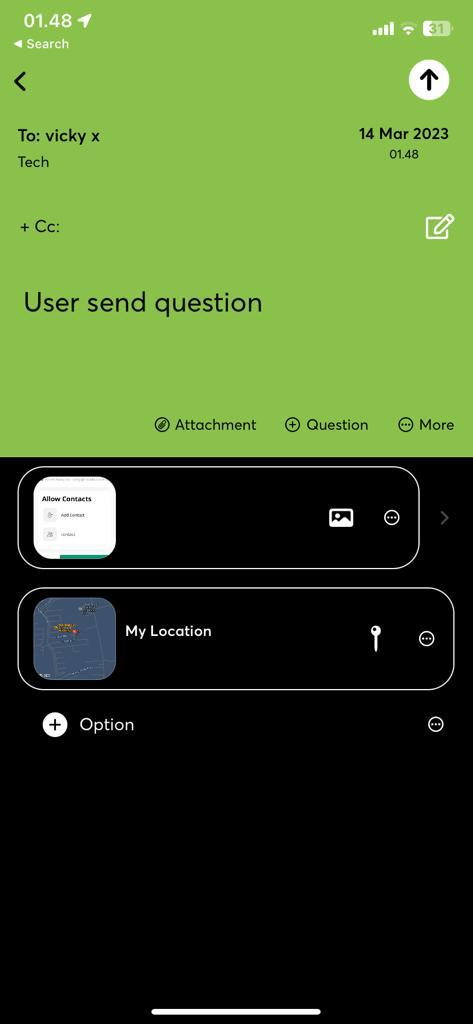 01.48
31
◀ Search
To: vicky x
14 Mar 2023
Tech
01.48
+ Cc:
User send question
Attachment
Question
More
Allow Contacts
Add Contact
contact
My Location
Option